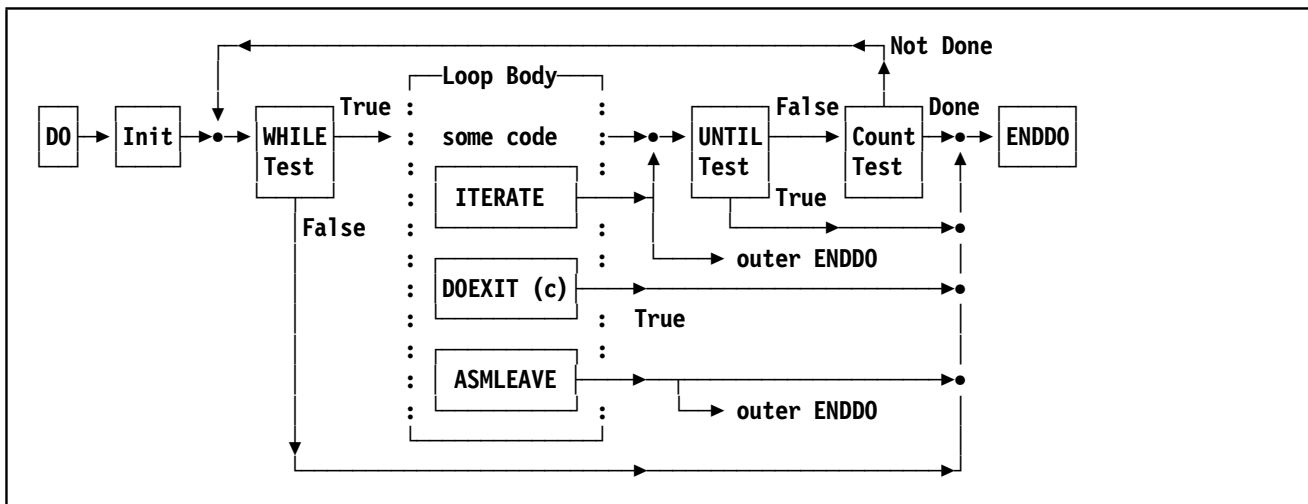 Not Done
Loop Body
True
False
Done
DO
Init
WHILE
Test
some code
UNTIL
Test
Count
Test
ENDDO
ITERATE
True
False
outer ENDDO
DOEXIT (c)
True
ASMLEAVE
outer ENDDO